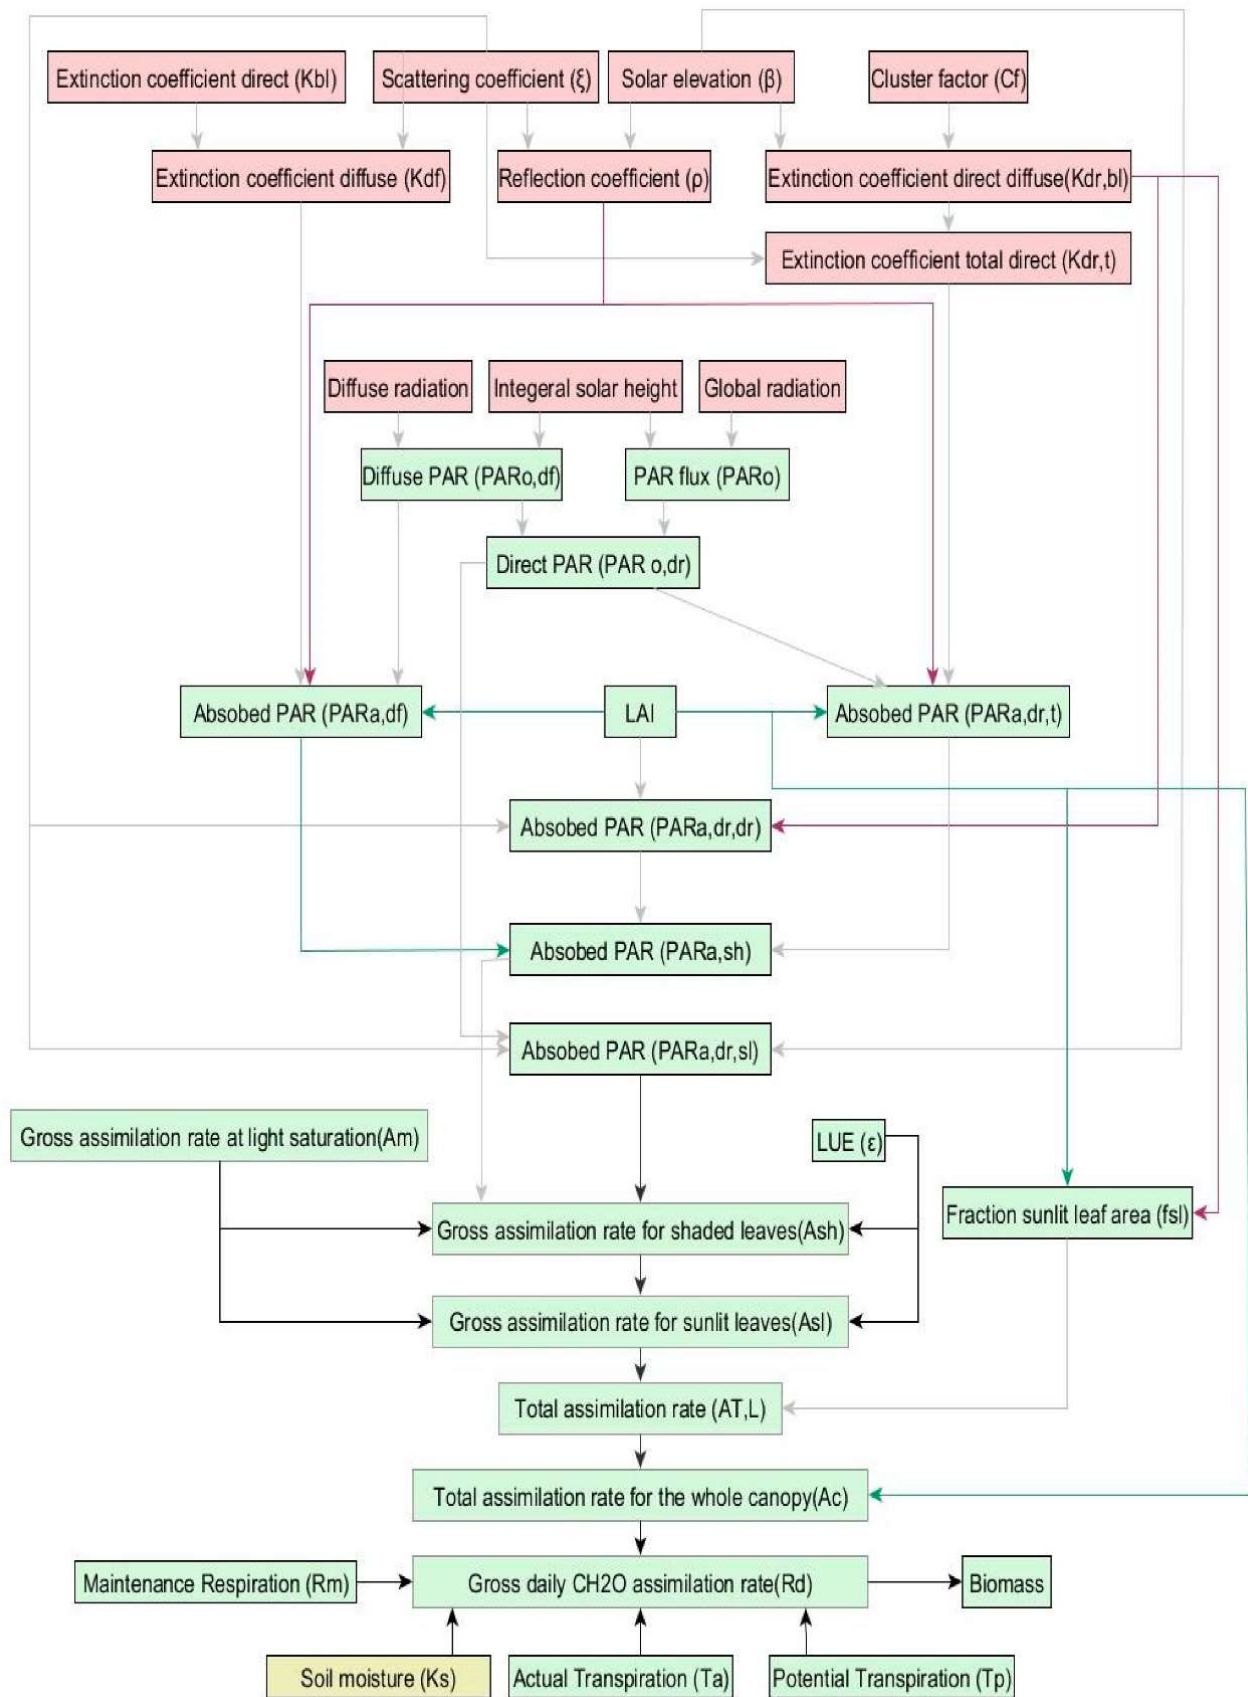 Extinction coefficient direct (Kbl)
Scattering coefficient (ξ)
Solar elevation (β)
Cluster factor (Cf)
Extinction coefficient diffuse (Kdf)
Reflection coefficient (ρ)
Extinction coefficient direct diffuse(Kdr,bl)
Extinction coefficient total direct (Kdr,t)
Diffuse radiation
Integeral solar height
Global radiation
Diffuse PAR (PARo,df)
PAR flux (PARo)
Direct PAR (PAR o,dr)
Absobed PAR (PARa,df)
LAI
Absobed PAR (PARa,dr,t)
Absobed PAR (PARa,dr,dr)
Absobed PAR (PARa,sh)
Absobed PAR (PARa,dr,sl)
Gross assimilation rate at light saturation(Am)
LUE (ε)
Gross assimilation rate for shaded leaves(Ash)
Fraction sunlit leaf area (fsl)
Gross assimilation rate for sunlit leaves(Asl)
Total assimilation rate (AT,L)
Total assimilation rate for the whole canopy(Ac)
Maintenance Respiration (Rm)
Gross daily CH2O assimilation rate(Rd)
Biomass
Soil moisture (Ks)
Actual Transpiration (Ta)
Potential Transpiration (Tp)